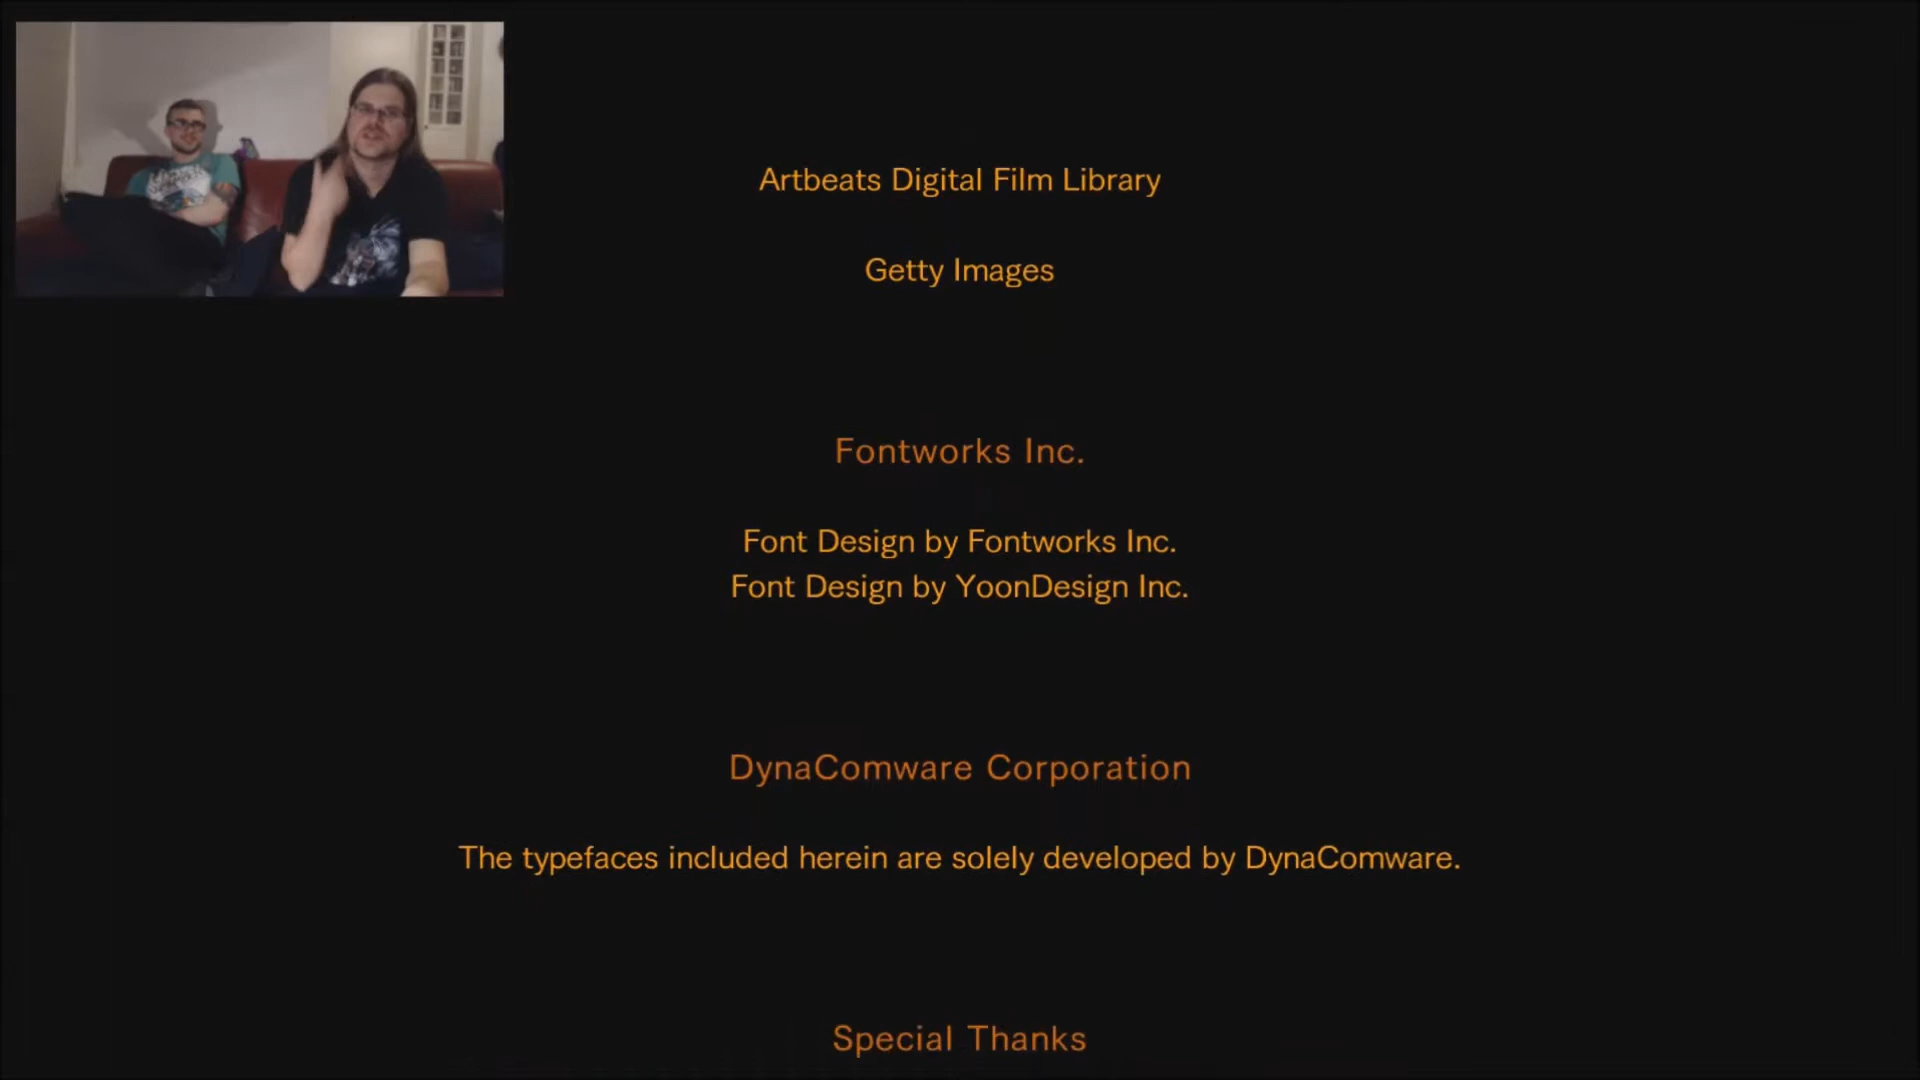 Artbeats Digital Film Library
Getty Images
Fontworks Inc.
Font Design by Fontworks Inc.
Font Design by YoonDesign Inc.
DynaComware Corporation
The typefaces included herein are solely developed by DynaComware.
Special Thanks